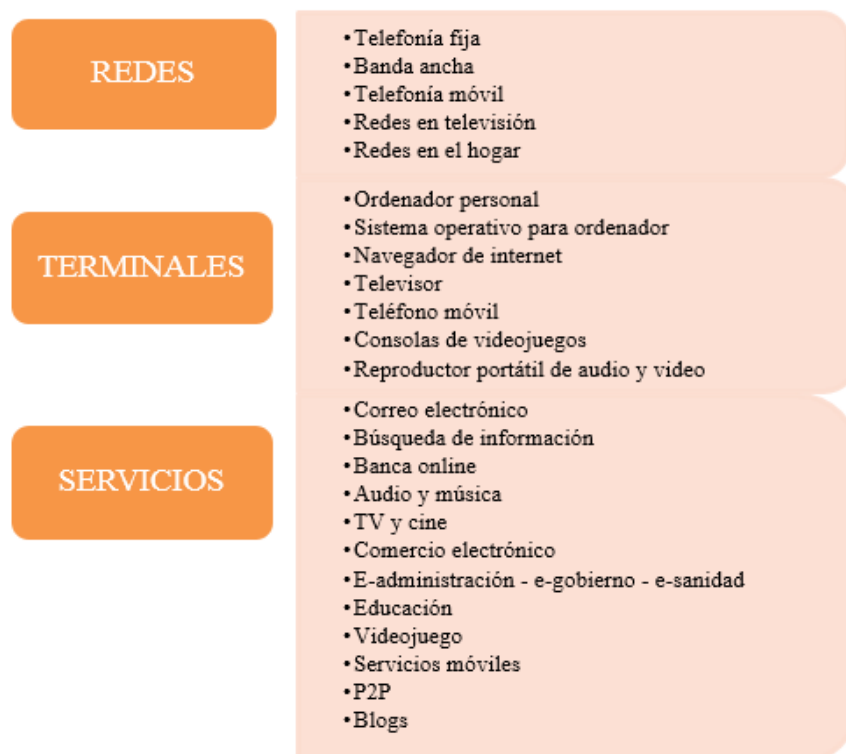 REDES
•Telefonía fija
•Banda ancha
•Telefonía móvil
•Redes en televisión
•Redes en el hogar
TERMINALES
•Ordenador personal
•Sistema operativo para ordenador
•Navegador de internet
•Televisor
•Teléfono móvil
•Consolas de videojuegos
•Reproductor portátil de audio y video
SERVICIOS
•Correo electrónico
•Búsqueda de información
•Banca online
•Audio y música
•TV y cine
•Comercio electrónico
•E-administración - e-gobierno - e-sanidad
•Educación
•Videojuego
•Servicios móviles
•P2P
•Blogs